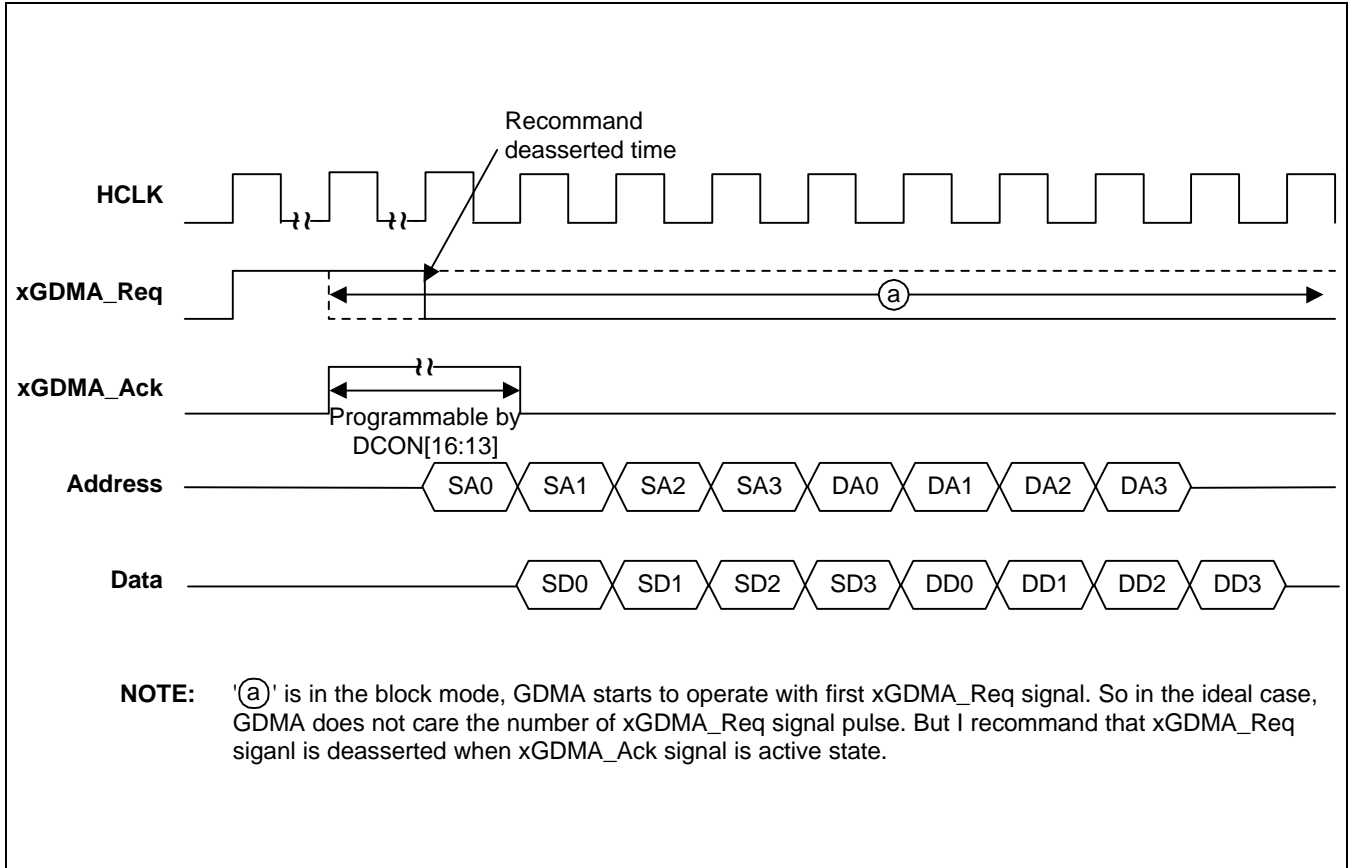 Recommand
deasserted time
HCLK
xGDMA_Req
a
xGDMA_Ack
Programmable by
DCON[16:13]
Address
SA0 SA1 SA2 SA3 DA0 DA1 DA2 DA3
Data
SD0 SD1 SD2 SD3 DD0 DD1 DD2 DD3
NOTE: 'ⓐ' is in the block mode, GDMA starts to operate with first xGDMA_Req signal. So in the ideal case,
GDMA does not care the number of xGDMA_Req signal pulse. But I recommand that xGDMA_Req
siganl is deasserted when xGDMA_Ack signal is active state.